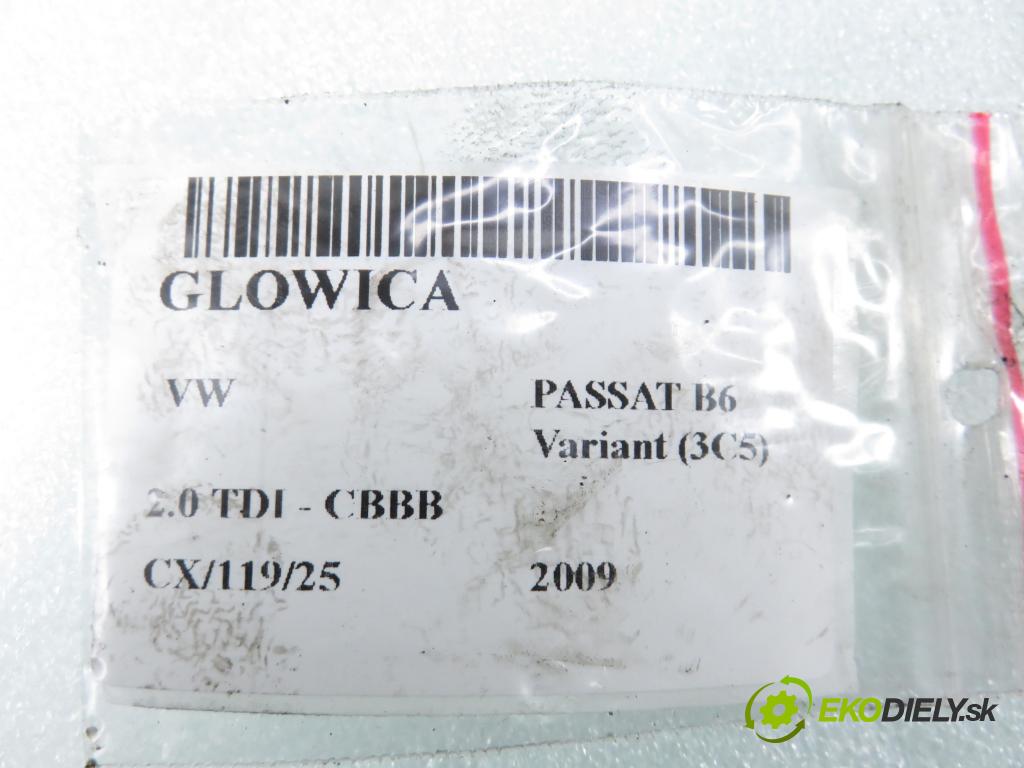 GLOWICA
VW PASSAT B6
Variant (3C5)
2.0 TDI - CBBB
CX/119/25 2009
EKODIELY.sk